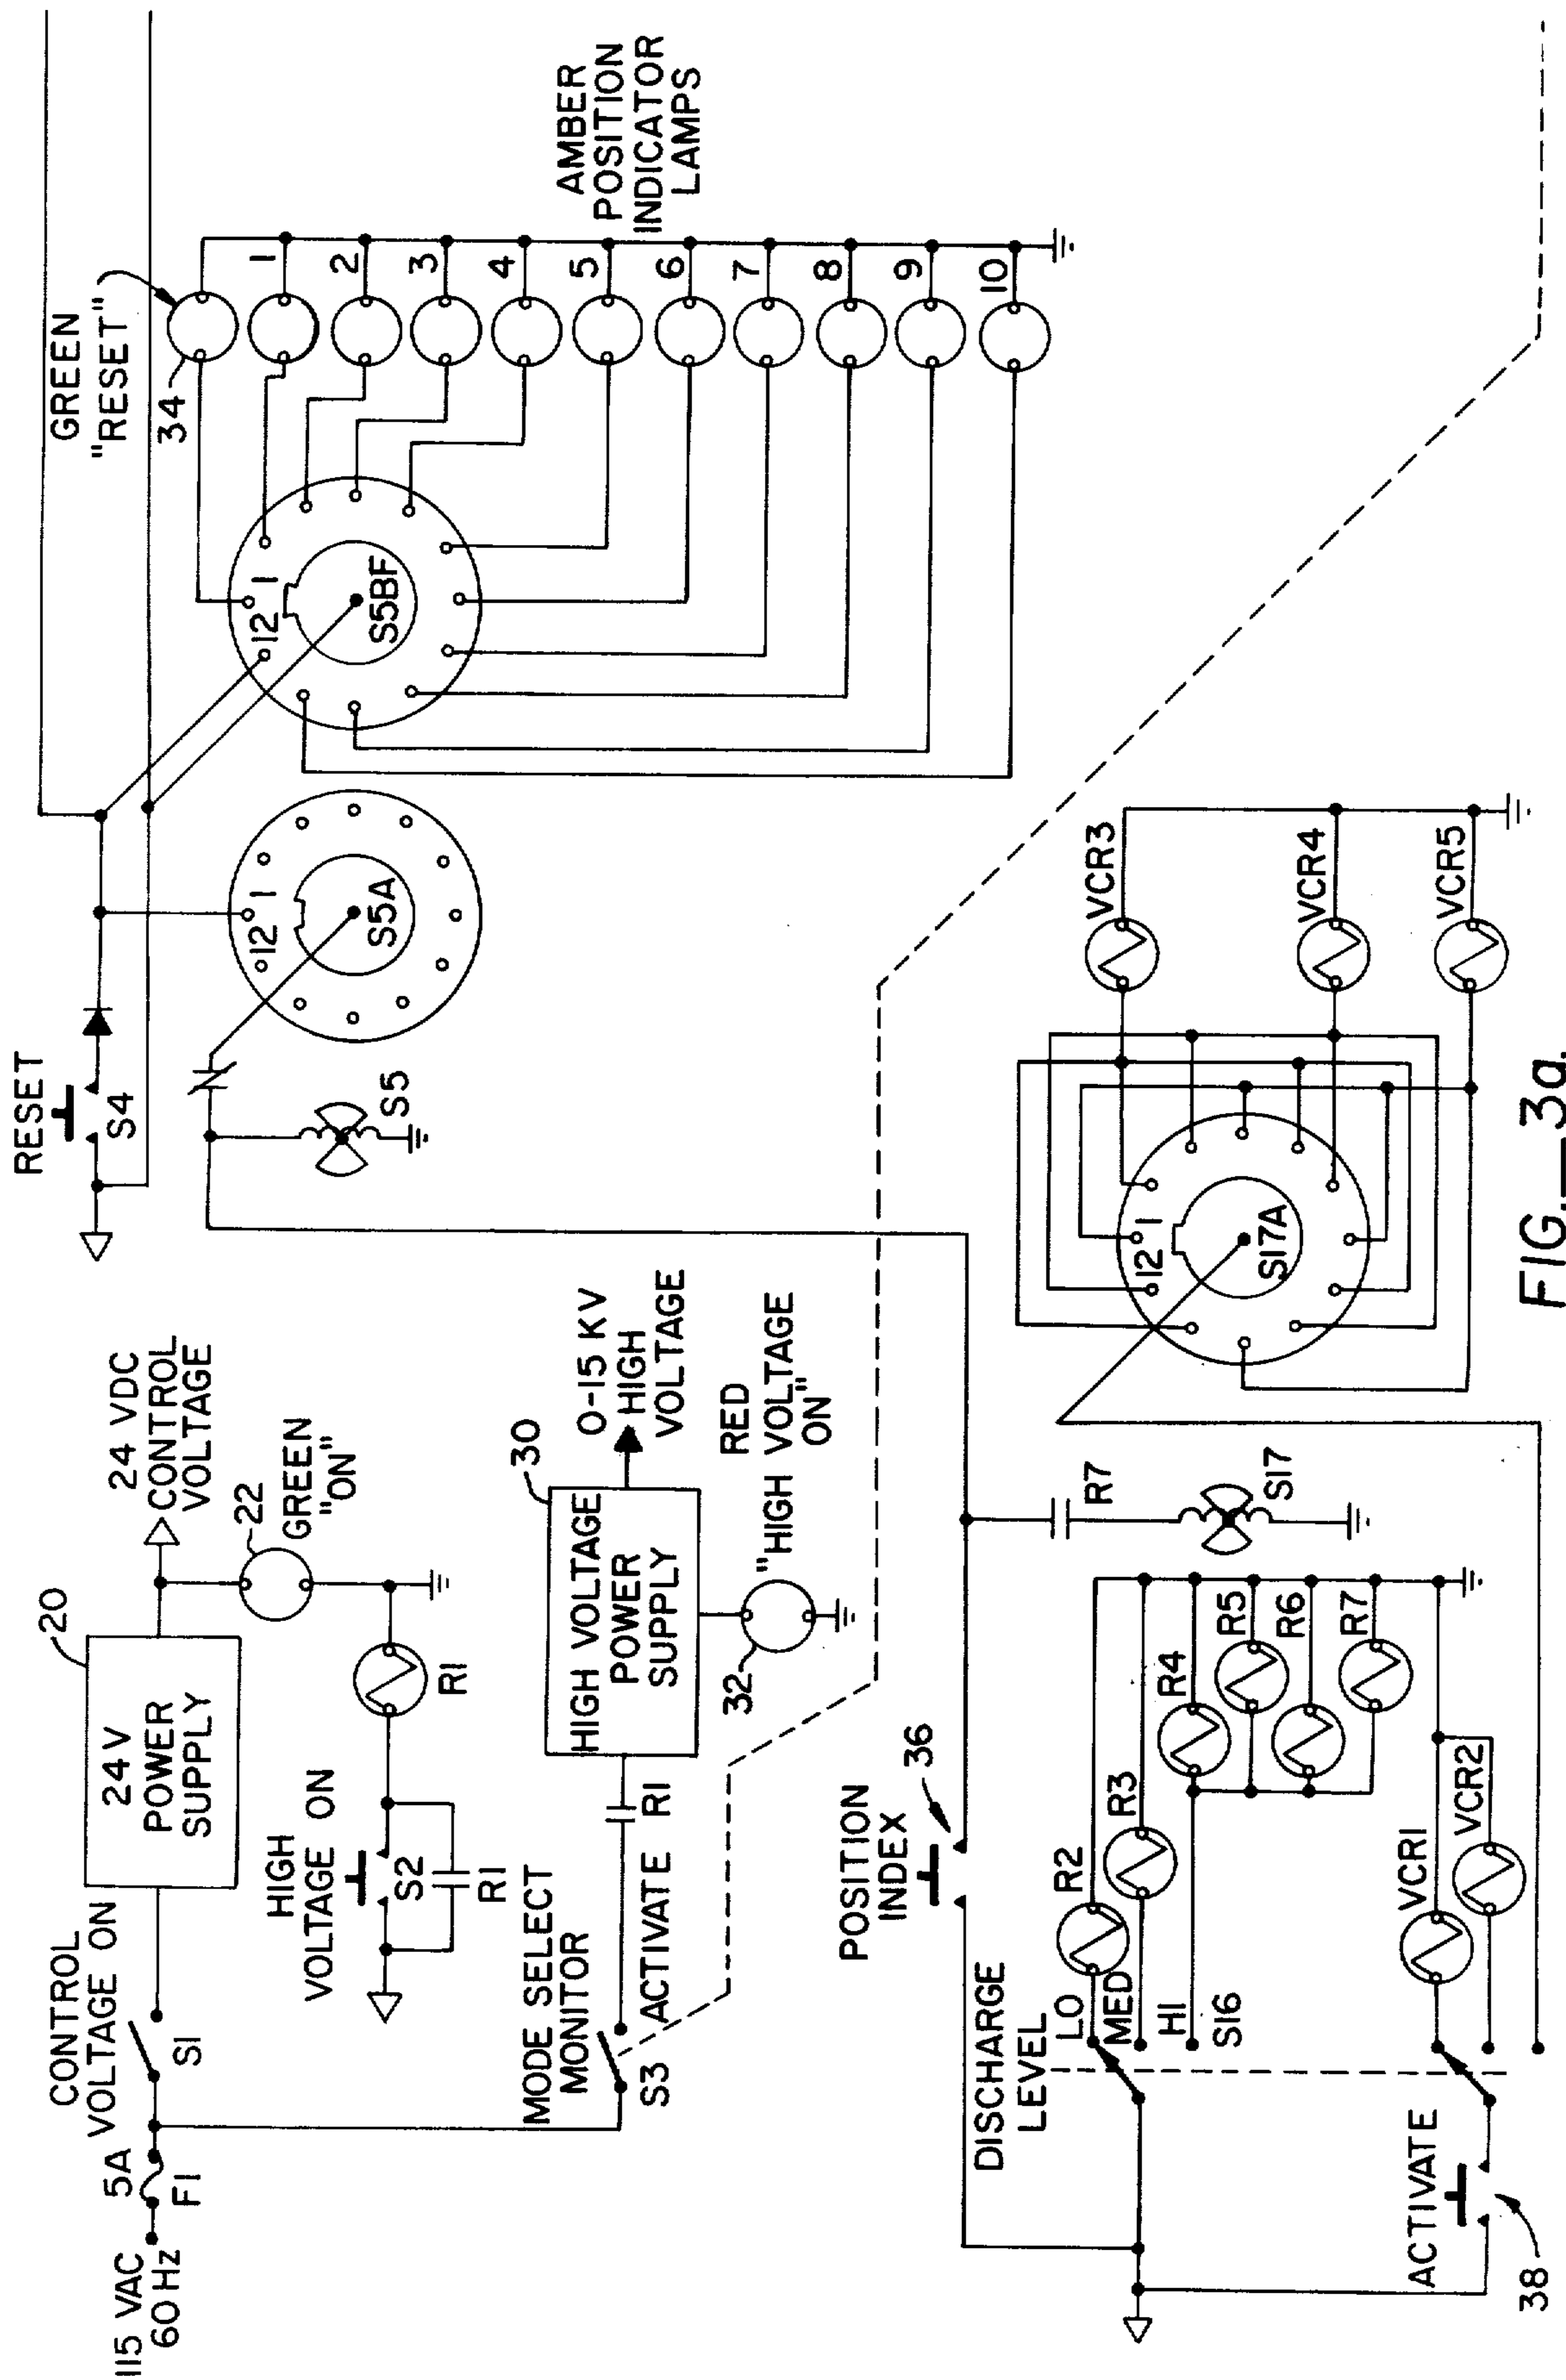 115 VAC
60 Hz
5A
F1
CONTROL
VOLTAGE ON
S1
20
24V
POWER
SUPPLY
24 VDC
CONTROL
VOLTAGE
22
GREEN
"ON"
HIGH
VOLTAGE ON
S2
R1
R1
MODE SELECT
MONITOR
S3
ACTIVATE
R1
30
HIGH VOLTAGE
POWER
SUPPLY
0-15 KV
HIGH
VOLTAGE
32
RED
"HIGH VOLTAGE
ON"
RESET
S4
S5
12
1
S5A
12
1
S5BF
GREEN
"RESET"
34
1
2
3
4
5
6
7
8
9
10
AMBER
POSITION
INDICATOR
LAMPS
POSITION
INDEX
36
DISCHARGE
LEVEL
LO
MED
HI
S16
R2
R3
R4
R5
R6
R7
VCR1
VCR2
ACTIVATE
38
R7
S17
12
1
S17A
VCR3
VCR4
VCR5
FIG._3a.